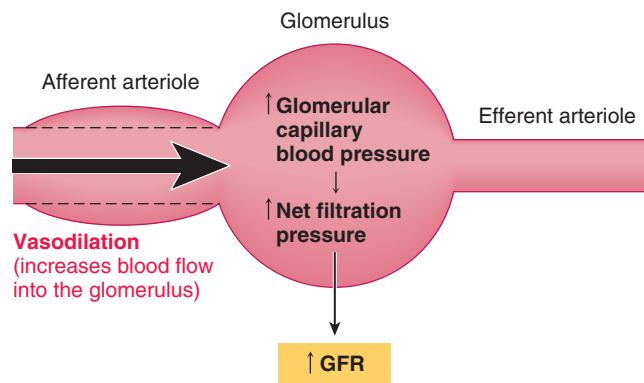 Glomerulus
Afferent arteriole
Efferent arteriole
↑ Glomerular
capillary
blood pressure
↓
↑ Net filtration
pressure
Vasodilation
(increases blood flow
into the glomerulus)
↑ GFR